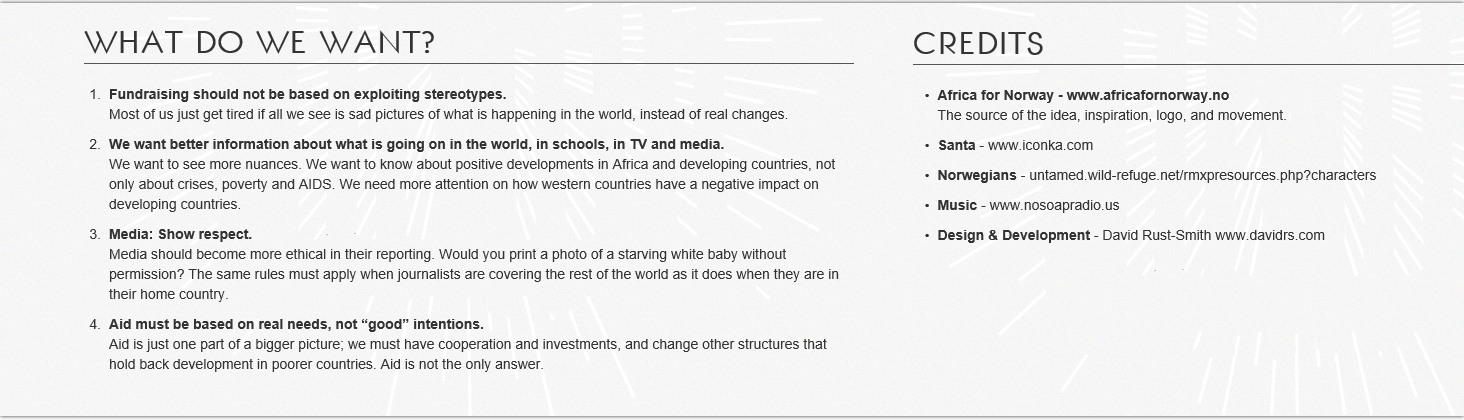 WHAT DO WE WANT?
1. Fundraising should not be based on exploiting stereotypes.
Most of us just get tired if all we see is sad pictures of what is happening in the world, instead of real changes.
2. We want better information about what is going on in the world, in schools, in TV and media.
We want to see more nuances. We want to know about positive developments in Africa and developing countries, not
only about crises, poverty and AIDS. We need more attention on how western countries have a negative impact on
developing countries.
3. Media: Show respect.
Media should become more ethical in their reporting. Would you print a photo of a starving white baby without
permission? The same rules must apply when journalists are covering the rest of the world as it does when they are in
their home country.
4. Aid must be based on real needs, not “good” intentions.
Aid is just one part of a bigger picture; we must have cooperation and investments, and change other structures that
hold back development in poorer countries. Aid is not the only answer.
CREDITS
• Africa for Norway - www.africafornorway.no
The source of the idea, inspiration, logo, and movement.
• Santa - www.iconka.com
• Norwegians - untamed.wild-refuge.net/rmxpresources.php?characters
• Music - www.nosoapradio.us
• Design & Development - David Rust-Smith www.davidrs.com